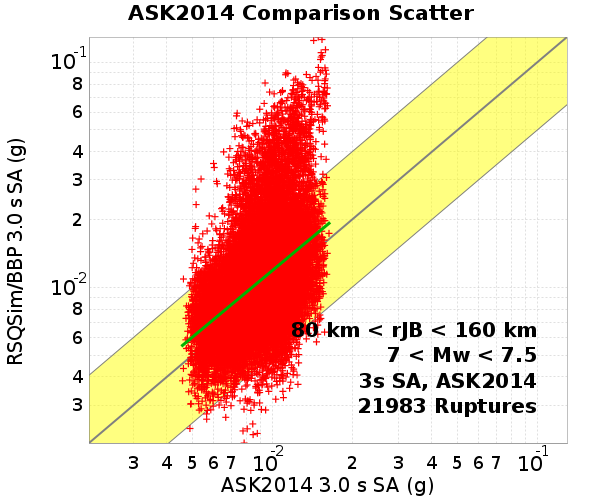 ASK2014 Comparison Scatter
RSQSim/BBP 3.0 s SA (g)
10-1
8
6
4
3
2
10-2
8
6
4
3
80 km < rJB < 160 km
7 < Mw < 7.5
3s SA, ASK2014
21983 Ruptures
3 4 5 6 7 10-2 2 3 4 5 6 7 10-1
ASK2014 3.0 s SA (g)